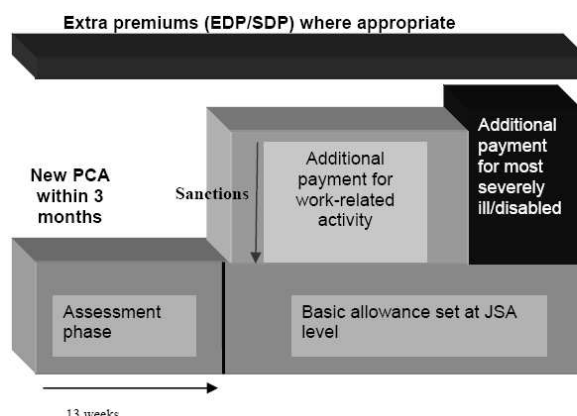 Extra premiums (EDP/SDP) where appropriate
New PCA
within 3
months
Sanctions
Additional
payment for
work-related
activity
Additional
payment
for most
severely
ill/disabled
Assessment
phase
Basic allowance set at JSA
level
13 weeks